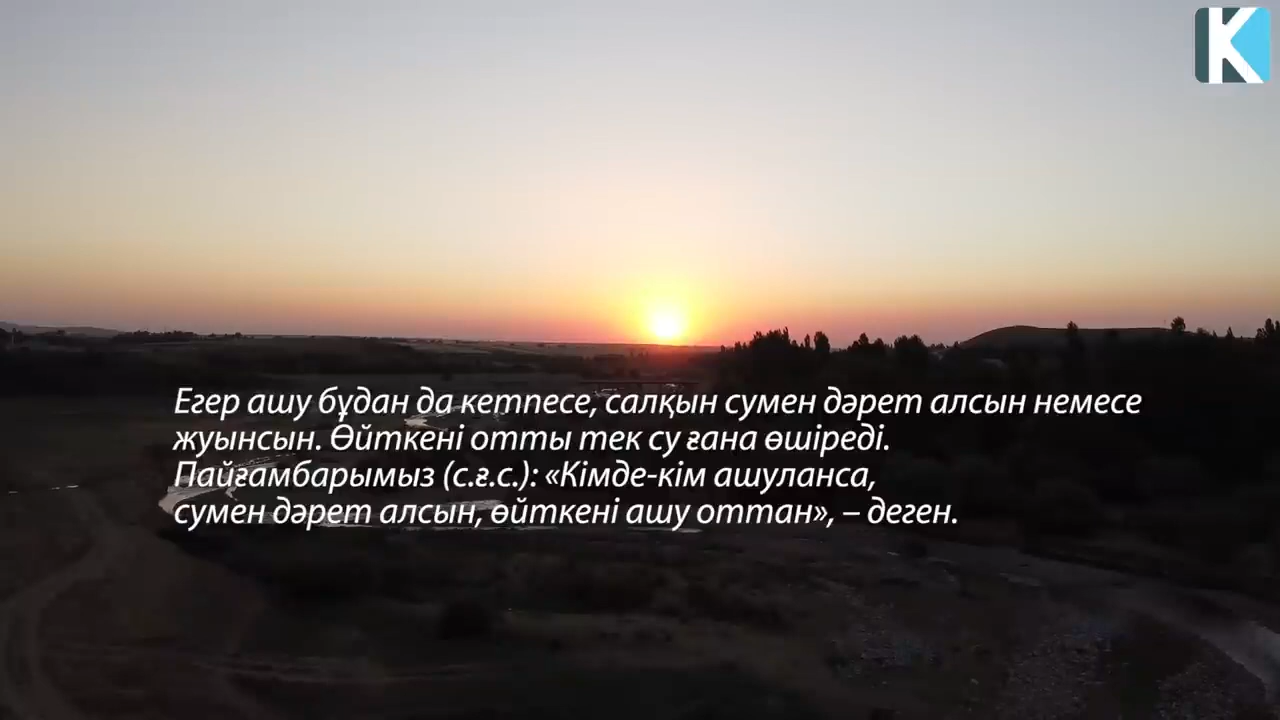 K
Егер ашу бұдан да кетпесе, салқын сумен дәрет алсын немесе
жуынсын. Өйткені отты тек су ғана өшіреді.
Пайғамбарымыз (с.ғ.с.): «Кімде-кім ашуланса,
сумен дәрет алсын, өйткені ашу оттан», – деген.